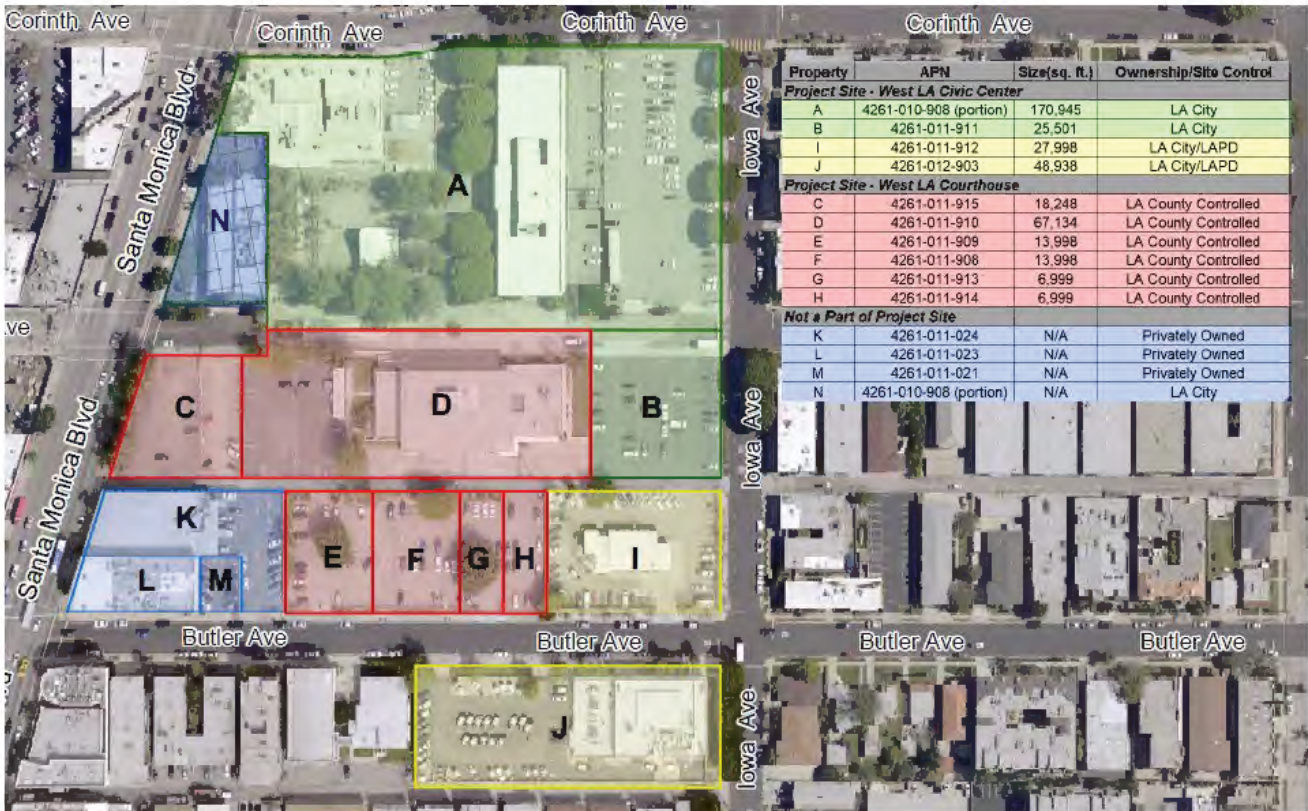 Corinth Ave
Corinth Ave
Corinth Ave
Corinth Ave
Santa Monica Blvd
Iowa Ave
Property APN Size(sq. ft.) Ownership/Site Control
Project Site - West LA Civic Center
A 4261-010-908 (portion) 170,945 LA City
B 4261-011-911 25,501 LA City
I 4261-011-912 27,998 LA City/LAPD
J 4261-012-903 48,938 LA City/LAPD
Project Site - West LA Courthouse
C 4261-011-915 18,248 LA County Controlled
D 4261-011-910 67,134 LA County Controlled
E 4261-011-909 13,998 LA County Controlled
F 4261-011-908 13,998 LA County Controlled
G 4261-011-913 6,999 LA County Controlled
H 4261-011-914 6,999 LA County Controlled
Not a Part of Project Site
K 4261-011-024 N/A Privately Owned
L 4261-011-023 N/A Privately Owned
M 4261-011-021 N/A Privately Owned
N 4261-010-908 (portion) N/A LA City
A
N
ve
C
D
B
Iowa Ave
Santa Monica Blvd
K
L
M
E
F
G
H
I
Butler Ave
Butler Ave
Butler Ave
Butler Ave
J
Iowa Ave